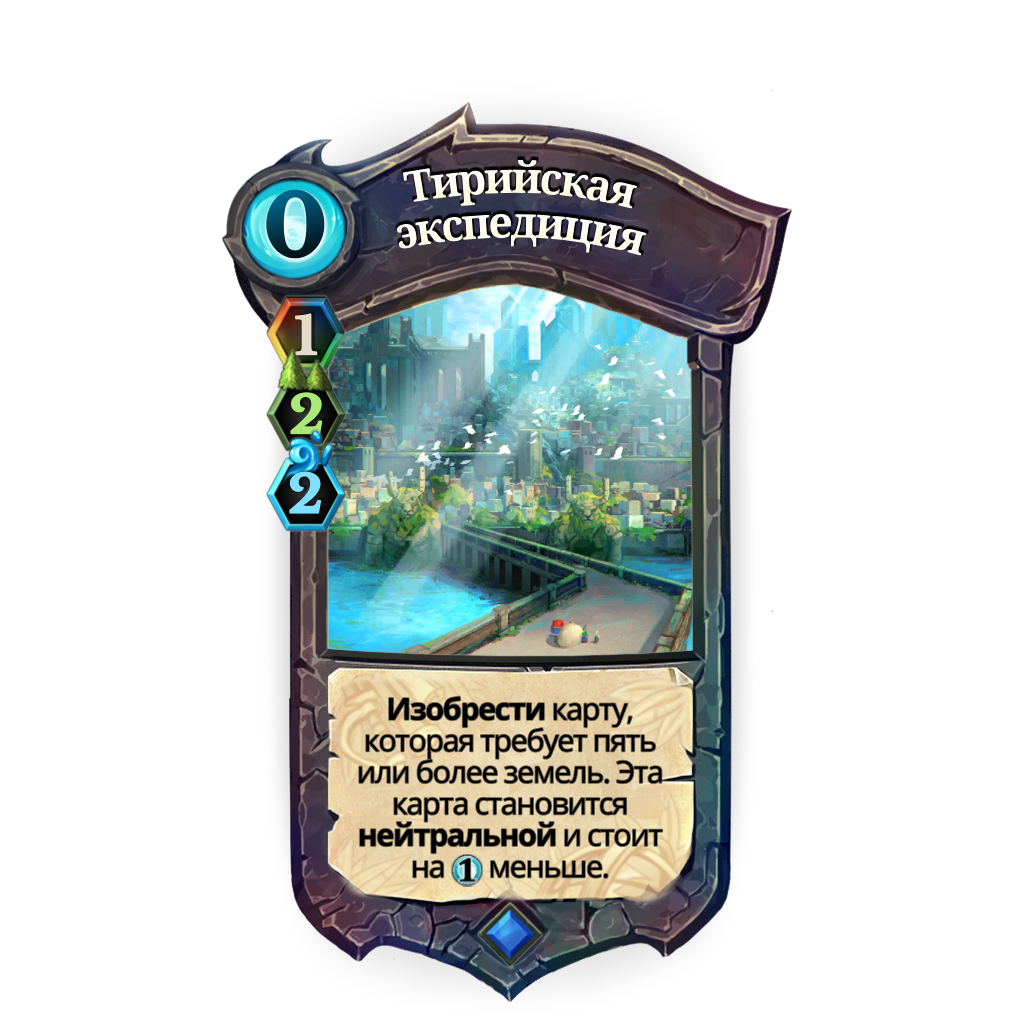 0
Тирийская
экспедиция
1
2
2
Изобрести карту,
которая требует пять
или более земель. Эта
карта становится
нейтральной и стоит
на 1 меньше.